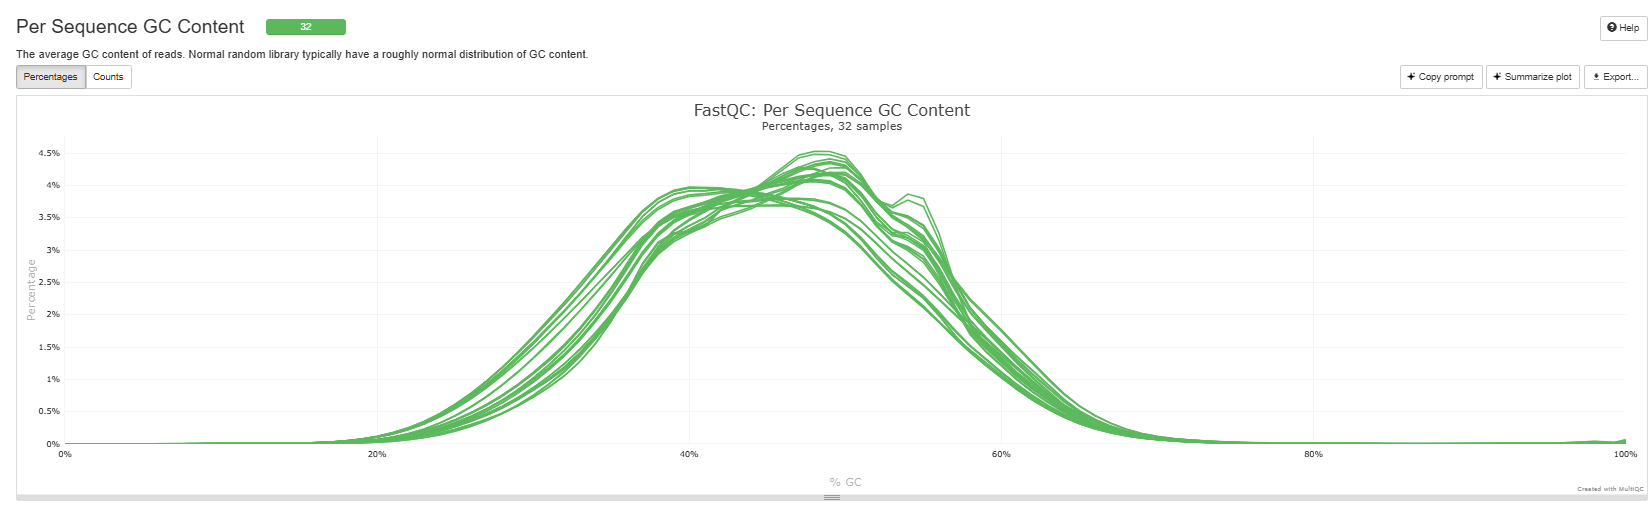 Per Sequence GC Content 32
Help
The average GC content of reads. Normal random library typically have a roughly normal distribution of GC content.
Percentages Counts
Copy prompt Summarize plot Export...
FastQC: Per Sequence GC Content
Percentages, 32 samples
4.5%
4%
3.5%
3%
2.5%
2%
1.5%
1%
0.5%
0%
Percentage
0% 20% 40% 60% 80% 100%
% GC
Created with MultiQC